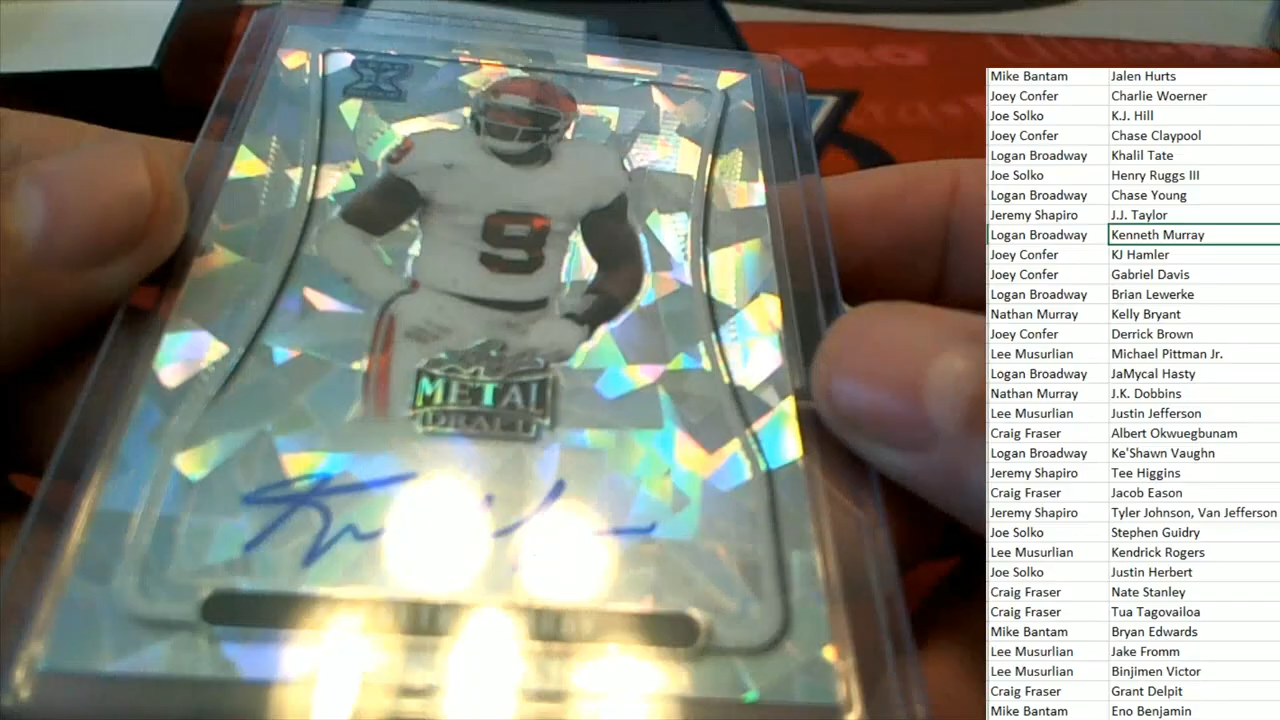 9
METAL
DRAFT
PRO
Mike Bantam Jalen Hurts
Joey Confer Charlie Woerner
Joe Solko K.J. Hill
Joey Confer Chase Claypool
Logan Broadway Khalil Tate
Joe Solko Henry Ruggs III
Logan Broadway Chase Young
Jeremy Shapiro J.J. Taylor
Logan Broadway Kenneth Murray
Joey Confer KJ Hamler
Joey Confer Gabriel Davis
Logan Broadway Brian Lewerke
Nathan Murray Kelly Bryant
Joey Confer Derrick Brown
Lee Musurlian Michael Pittman Jr.
Logan Broadway JaMycal Hasty
Nathan Murray J.K. Dobbins
Lee Musurlian Justin Jefferson
Craig Fraser Albert Okwuegbunam
Logan Broadway Ke'Shawn Vaughn
Jeremy Shapiro Tee Higgins
Craig Fraser Jacob Eason
Jeremy Shapiro Tyler Johnson, Van Jefferson
Joe Solko Stephen Guidry
Lee Musurlian Kendrick Rogers
Joe Solko Justin Herbert
Craig Fraser Nate Stanley
Craig Fraser Tua Tagovailoa
Mike Bantam Bryan Edwards
Lee Musurlian Jake Fromm
Lee Musurlian Binjimen Victor
Craig Fraser Grant Delpit
Mike Bantam Eno Benjamin